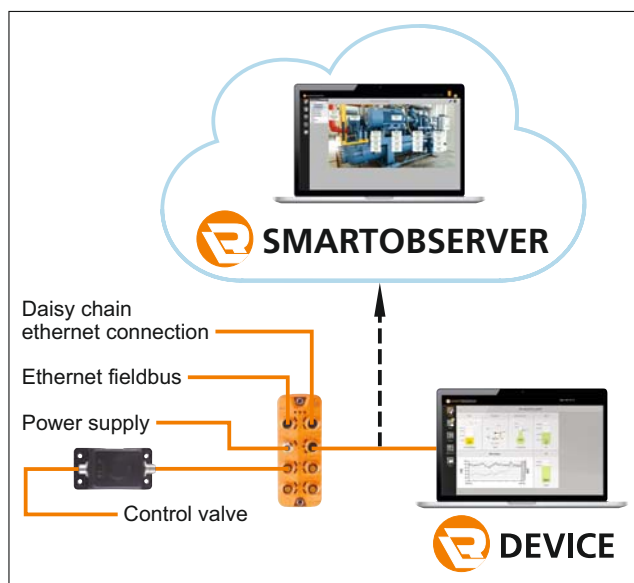 SMARTOBSERVER
Daisy chain
ethernet connection
Ethernet fieldbus
Power supply
Control valve
DEVICE